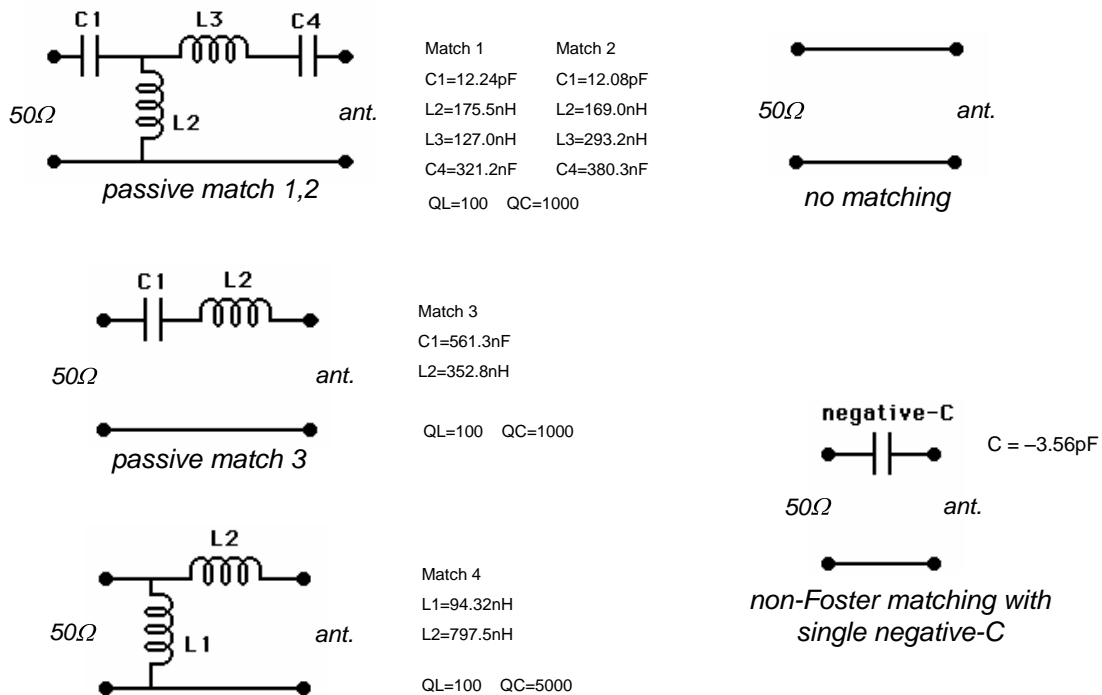 C1 L3 C4
L2
50Ω ant.
passive match 1,2
Match 1 Match 2
C1=12.24pF C1=12.08pF
L2=175.5nH L2=169.0nH
L3=127.0nH L3=293.2nH
C4=321.2nF C4=380.3nF
QL=100 QC=1000
50Ω ant.
no matching
C1 L2
50Ω ant.
passive match 3
Match 3
C1=561.3nF
L2=352.8nH
QL=100 QC=1000
negative-C
C = –3.56pF
50Ω ant.
non-Foster matching with
single negative-C
L2
L1
50Ω ant.
Match 4
L1=94.32nH
L2=797.5nH
QL=100 QC=5000